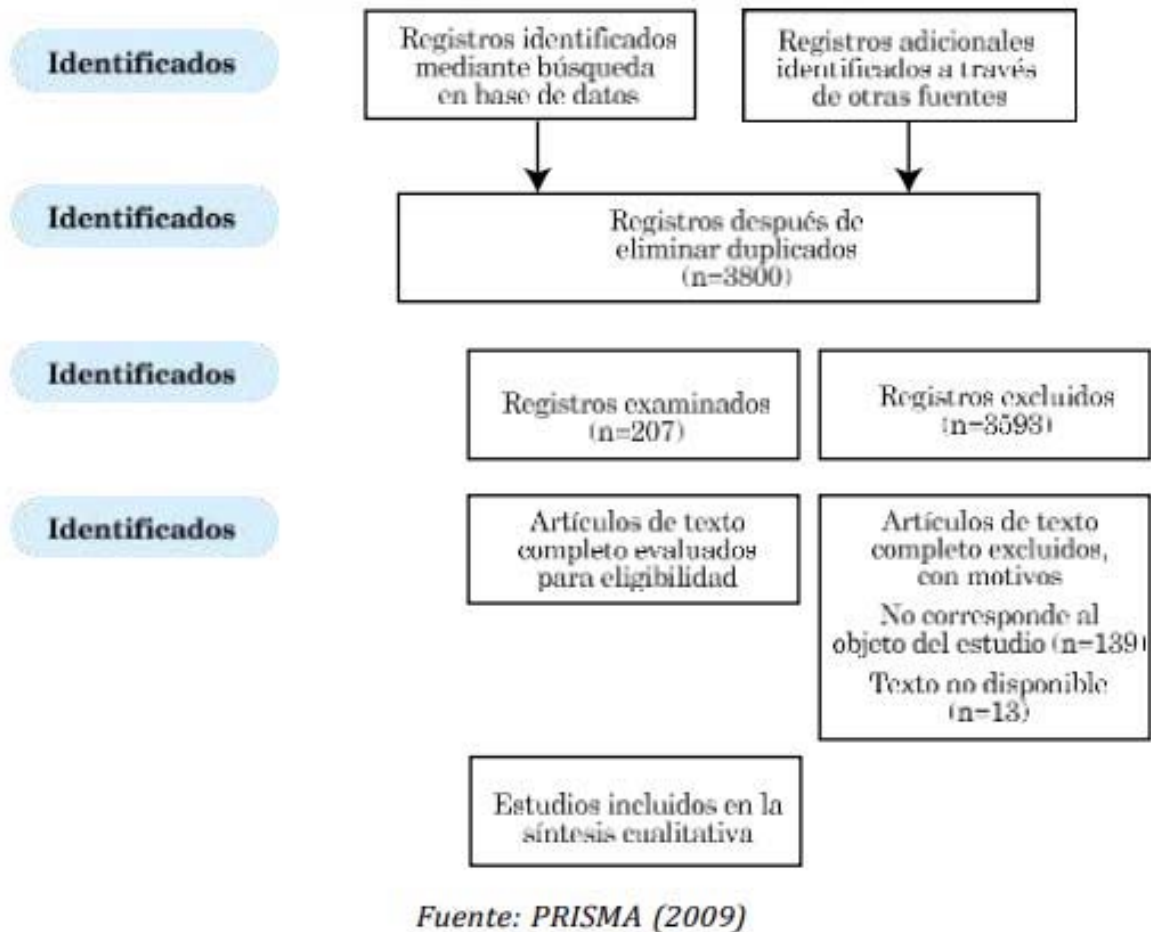 Identificados
Registros identificados
mediante búsqueda
en base de datos
Registros adicionales
identificados a través
de otras fuentes
Identificados
Registros después de
eliminar duplicados
(n=3800)
Identificados
Registros examinados
(n=207)
Registros excluidos
(n=3593)
Identificados
Artículos de texto
completo evaluados
para eligibilidad
Artículos de texto
completo excluidos,
con motivos
No corresponde al
objeto del estudio (n=139)
Texto no disponible
(n=13)
Estudios incluidos en la
síntesis cualitativa
Fuente: PRISMA (2009)